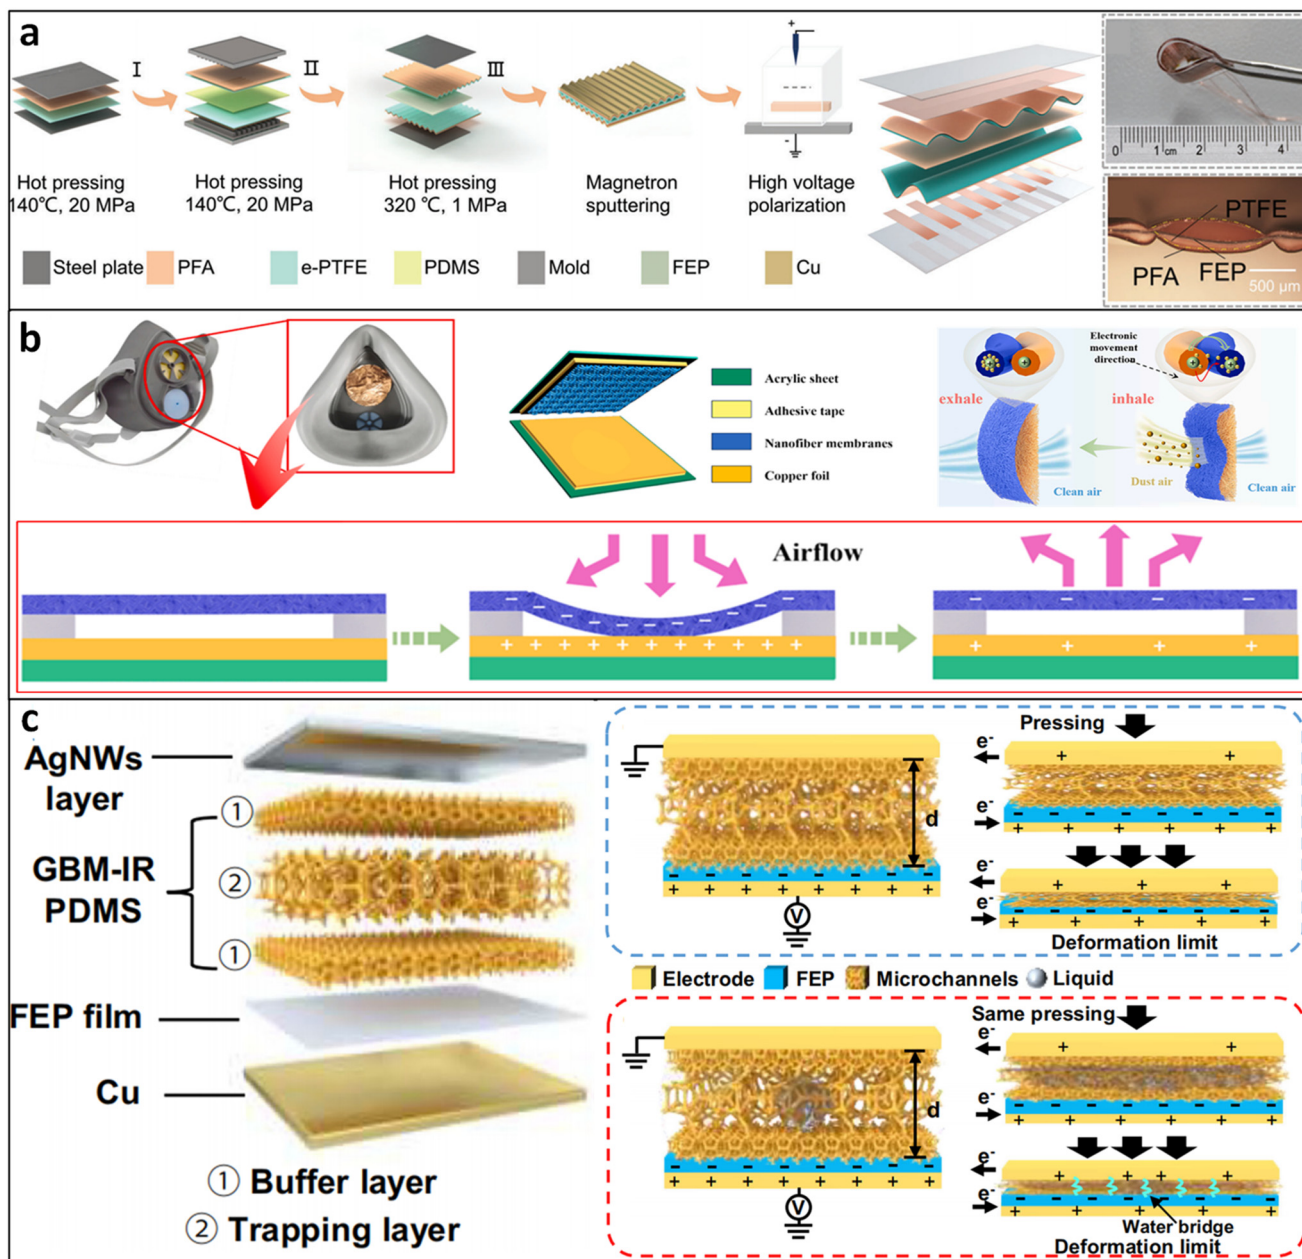 a
I
II
III
+
-
Hot pressing
140℃, 20 MPa
Hot pressing
140℃, 20 MPa
Hot pressing
320 ℃, 1 MPa
Magnetron
sputtering
High voltage
polarization
Steel plate
PFA
e-PTFE
PDMS
Mold
FEP
Cu
0 1 cm 2 3 4
PTFE
PFA
FEP
500 μm
b
Acrylic sheet
Adhesive tape
Nanofiber membranes
Copper foil
Electronic
movement
direction
exhale
inhale
Clean air
Dust air
Clean air
Airflow
− − − − − − − −
+ + + + + + + + + +
− − − −
+ + + +
c
AgNWs
layer
①
GBM-IR
PDMS
②
①
FEP film
Cu
① Buffer layer
② Trapping layer
d
- - - - - - - -
+ + + + + + + +
V
Pressing
e-
+ +
e-
- - - - - - -
+ + + + + + +
e-
+ + +
e-
- - - - - - -
+ + + + +
Deformation limit
Electrode
FEP
Microchannels
Liquid
d
- - - - - - - -
+ + + + + + + +
V
Same pressing
e-
+ +
e-
- - - - - - -
+ + + + + + +
e-
+ + + +
e-
- - - - - - -
+ + + + +
Water bridge
Deformation limit